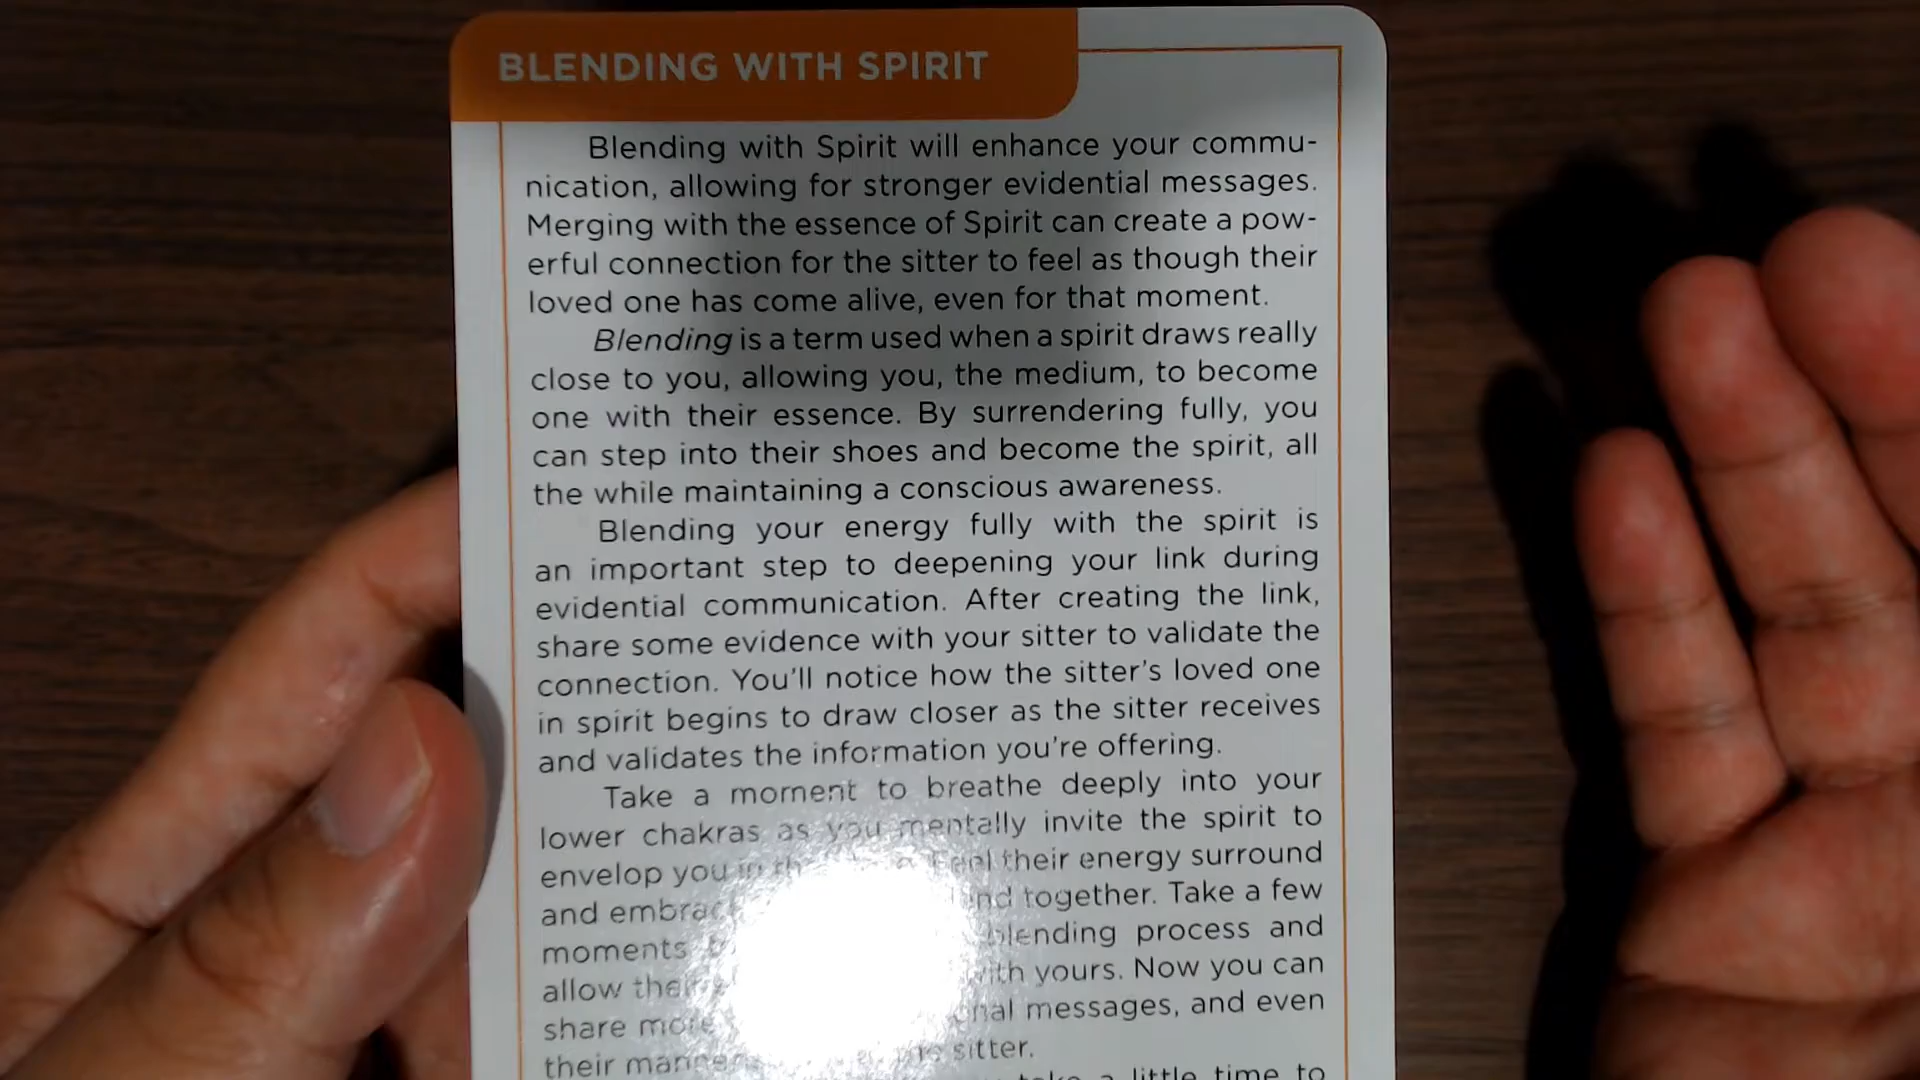 BLENDING WITH SPIRIT
Blending with Spirit will enhance your commu-
nication, allowing for stronger evidential messages.
Merging with the essence of Spirit can create a pow-
erful connection for the sitter to feel as though their
loved one has come alive, even for that moment.
Blending is a term used when a spirit draws really
close to you, allowing you, the medium, to become
one with their essence. By surrendering fully, you
can step into their shoes and become the spirit, all
the while maintaining a conscious awareness.
Blending your energy fully with the spirit is
an important step to deepening your link during
evidential communication. After creating the link,
share some evidence with your sitter to validate the
connection. You'll notice how the sitter's loved one
in spirit begins to draw closer as the sitter receives
and validates the information you're offering.
Take a moment to breathe deeply into your
lower chakras as you mentally invite the spirit to
envelop you in Feel their energy surround
and together. Take a few
moments blending process and
allow with yours. Now you can
share more messages, and even
their sitter.
take a little time to